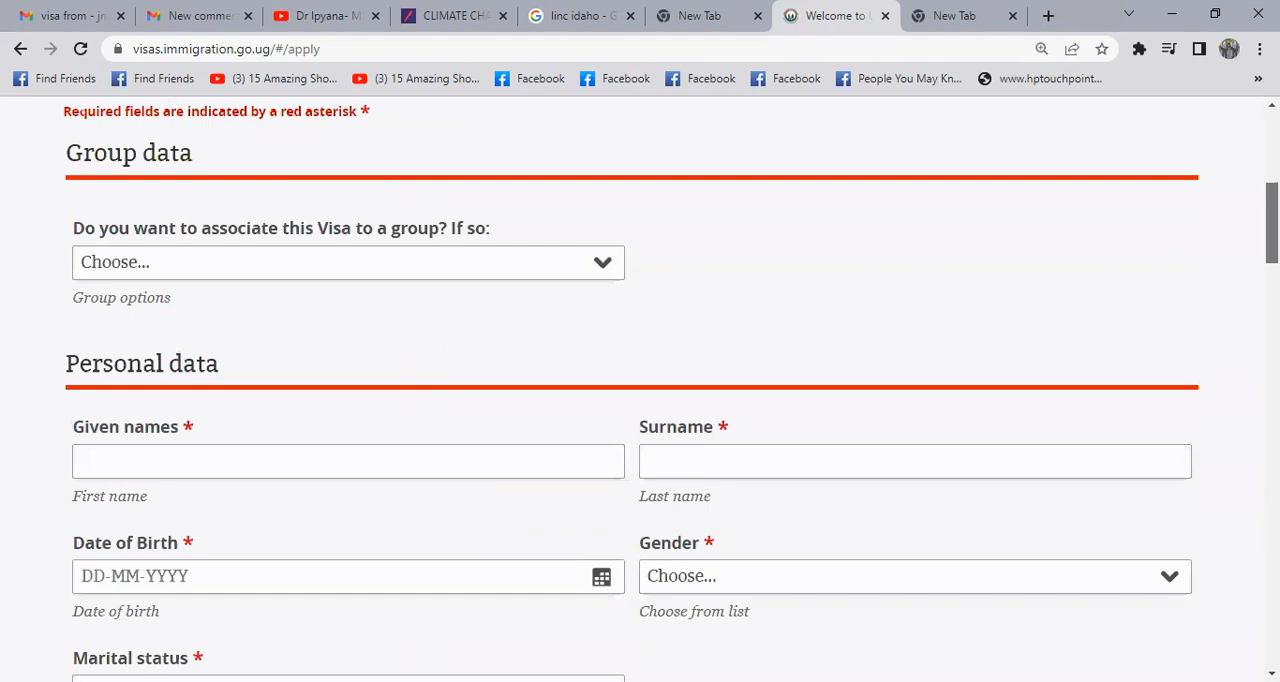 visa from - jn
New commer
Dr Ipyana- M
CLIMATE CHA
linc idaho - G
New Tab
Welcome to U
New Tab
visas.immigration.go.ug/#/apply
Find Friends
Find Friends
(3) 15 Amazing Sho...
(3) 15 Amazing Sho...
Facebook
Facebook
Facebook
Facebook
People You May Kn...
www.hptouchpoint...
Required fields are indicated by a red asterisk *
Group data
Do you want to associate this Visa to a group? If so:
Choose...
Group options
Personal data
Given names *
Surname *
First name
Last name
Date of Birth *
Gender *
DD-MM-YYYY
Choose...
Date of birth
Choose from list
Marital status *